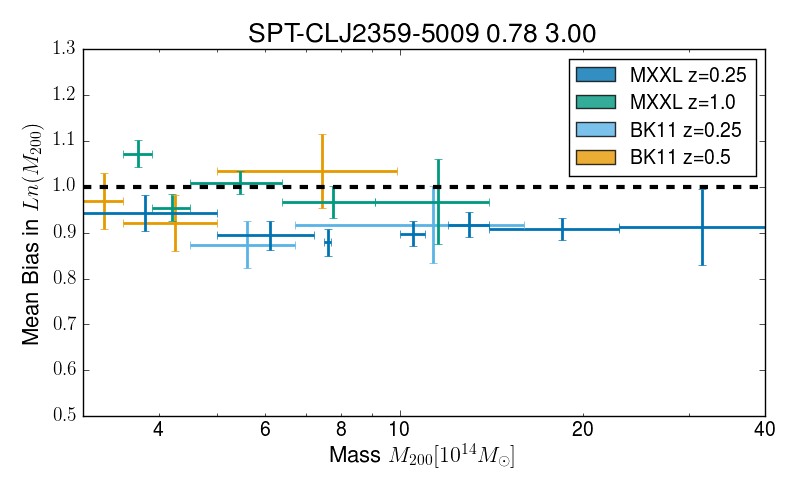 SPT-CLJ2359-5009 0.78 3.00
1.3
1.2
1.1
1.0
0.9
0.8
0.7
0.6
0.5
Mean Bias in Ln(M200)
MXXL z=0.25
MXXL z=1.0
BK11 z=0.25
BK11 z=0.5
4 6 8 10 20 40
Mass M200[10^14 M⊙]